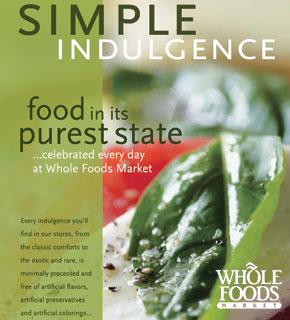 SIMPLE
INDULGENCE
food in its
purest state
...celebrated every day
at Whole Foods Market
Every indulgence you'll
find in our stores, from
the classic comforts to
the exotic and rare, is
minimally processed and
free of artificial flavors,
artificial preservatives
and artificial colorings...
WHOLE
FOODS
MARKET